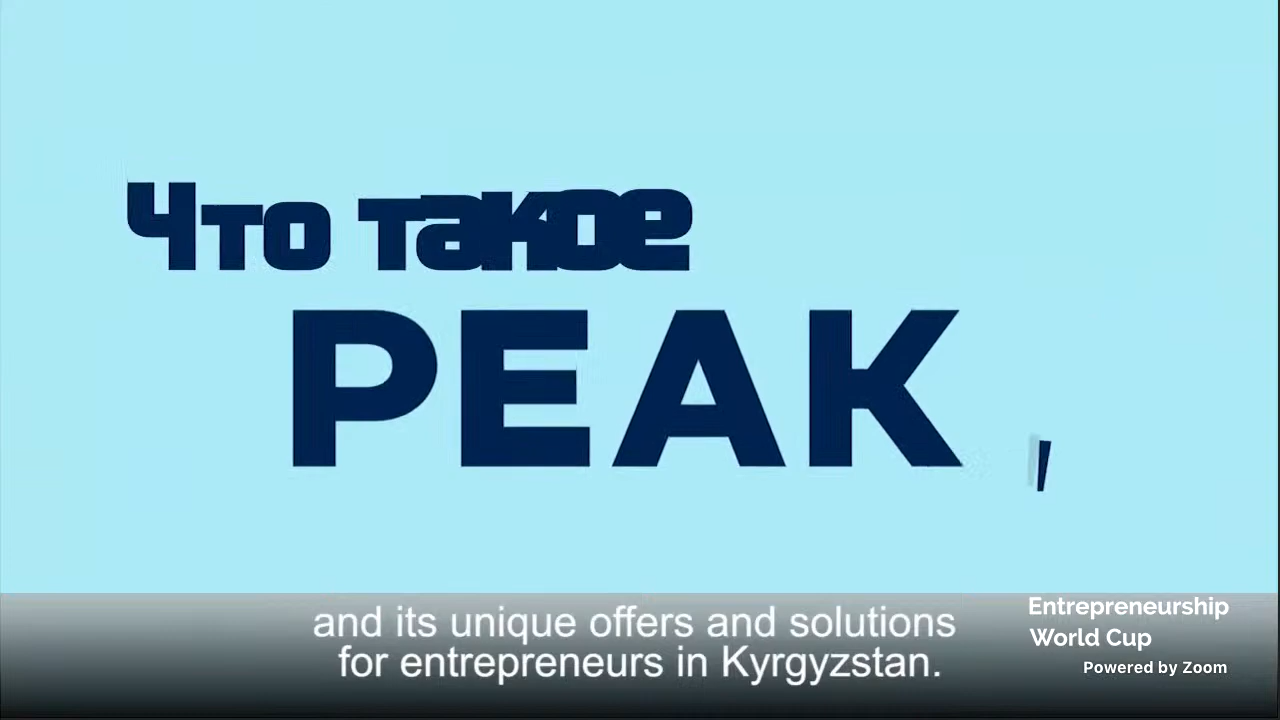 Что такое
PEAK,
and its unique offers and solutions
for entrepreneurs in Kyrgyzstan.
Entrepreneurship
World Cup
Powered by Zoom